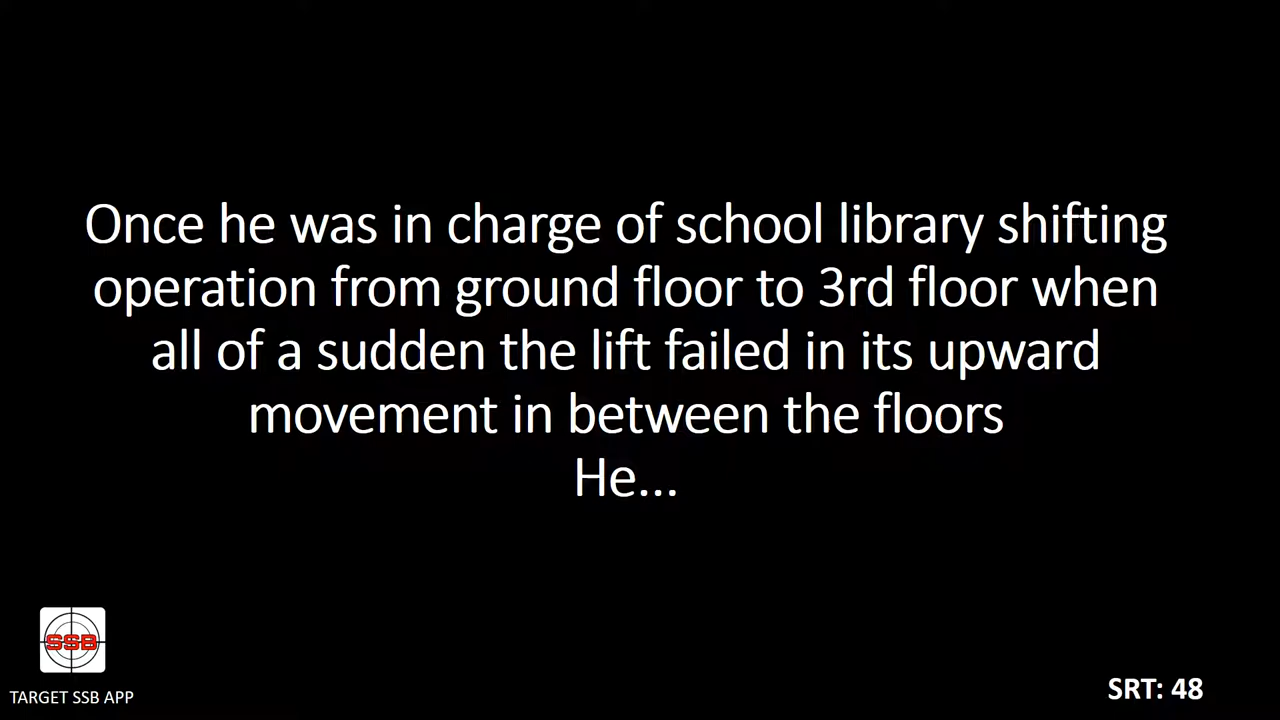 Once he was in charge of school library shifting
operation from ground floor to 3rd floor when
all of a sudden the lift failed in its upward
movement in between the floors
He...
SSB
TARGET SSB APP
SRT: 48